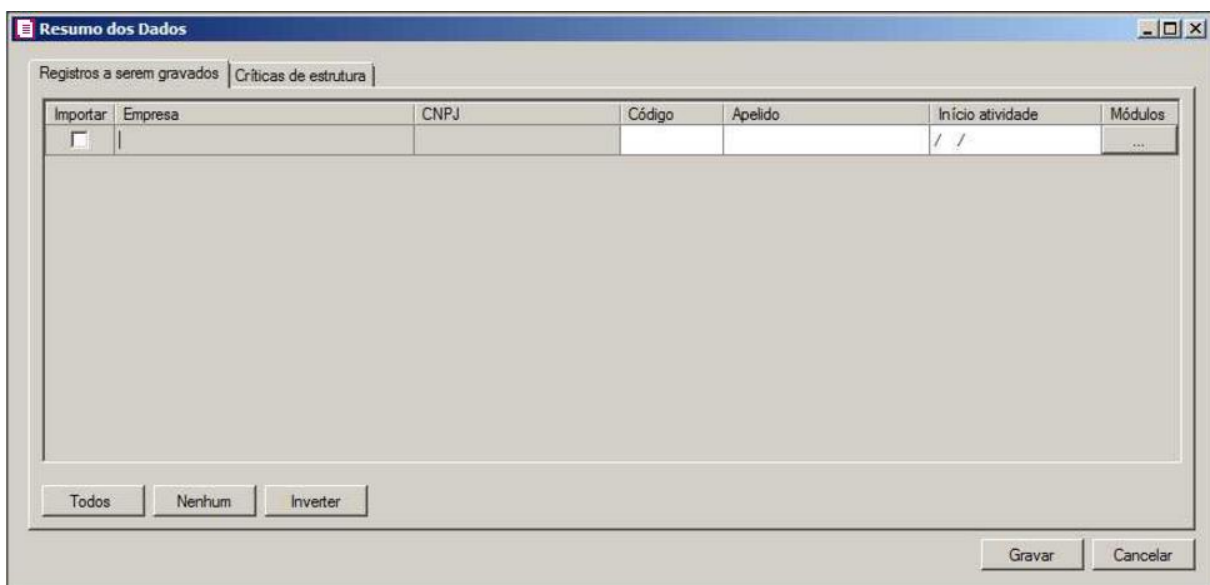 Resumo dos Dados
Registros a serem gravados Críticas de estrutura
Importar Empresa CNPJ Código Apelido Início atividade Módulos
/ / ...
Todos Nenhum Inverter
Gravar Cancelar